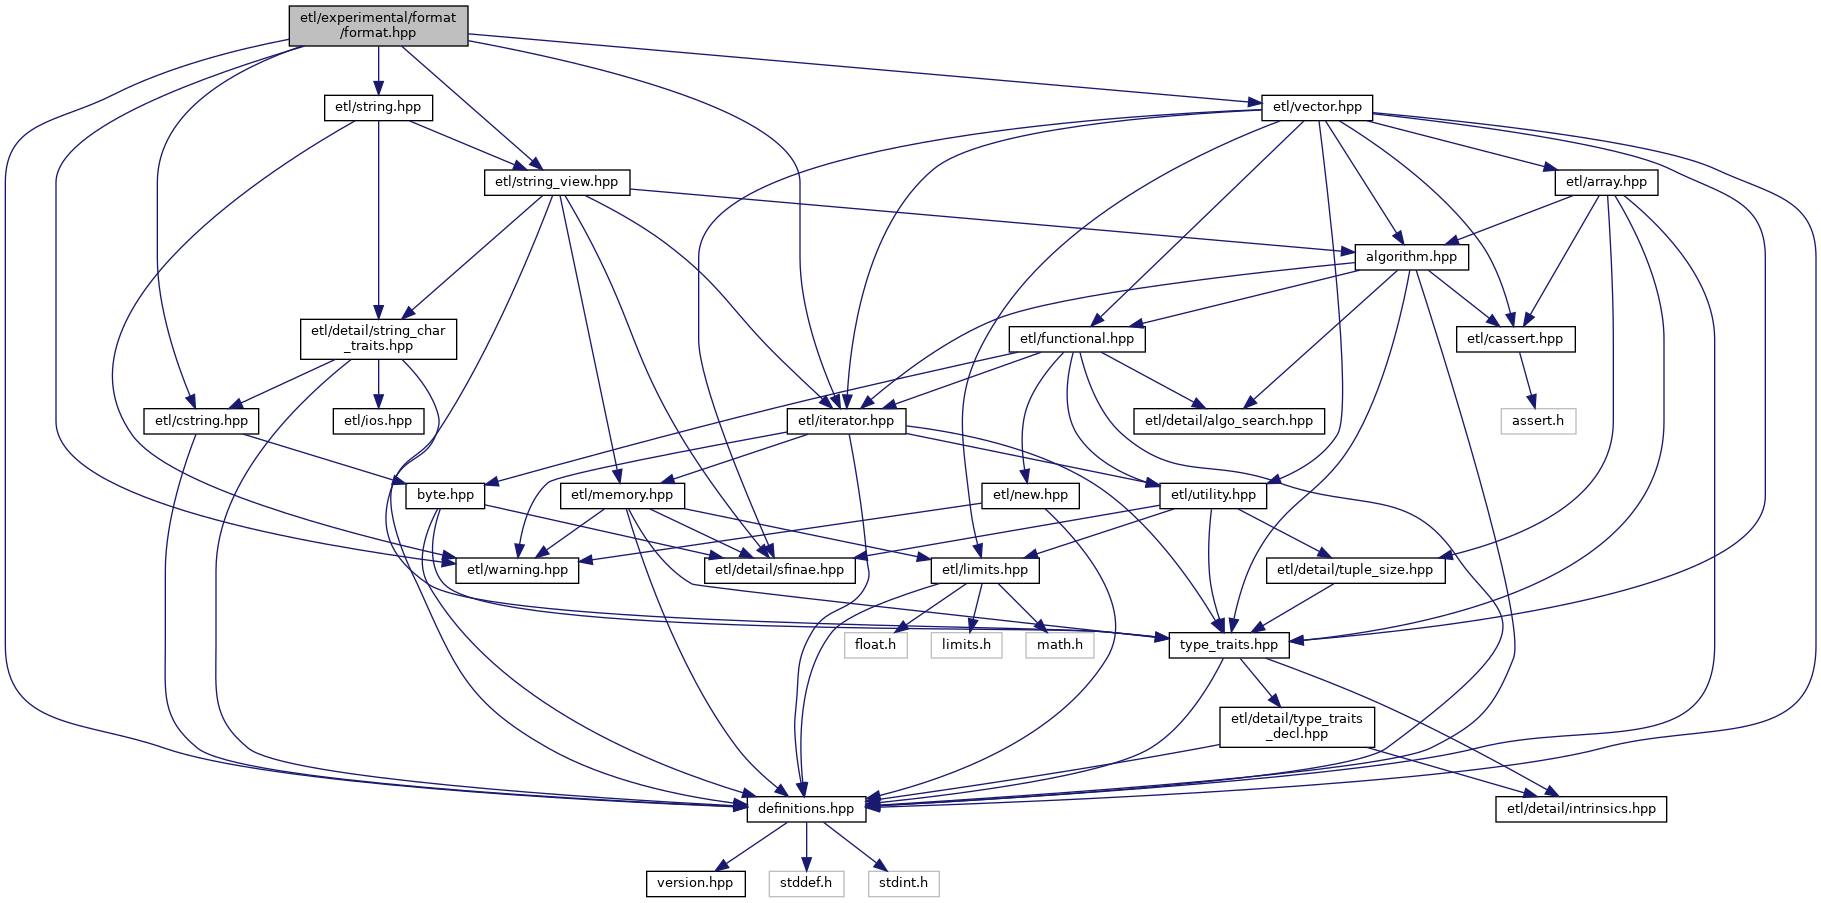 etl/experimental/format
/format.hpp
etl/string.hpp
etl/vector.hpp
etl/string_view.hpp
etl/array.hpp
algorithm.hpp
etl/detail/string_char
_traits.hpp
etl/functional.hpp
etl/cassert.hpp
etl/cstring.hpp
etl/ios.hpp
etl/iterator.hpp
etl/detail/algo_search.hpp
assert.h
byte.hpp
etl/memory.hpp
etl/new.hpp
etl/utility.hpp
etl/warning.hpp
etl/detail/sfinae.hpp
etl/limits.hpp
etl/detail/tuple_size.hpp
float.h
limits.h
math.h
type_traits.hpp
etl/detail/type_traits
_decl.hpp
definitions.hpp
etl/detail/intrinsics.hpp
version.hpp
stddef.h
stdint.h